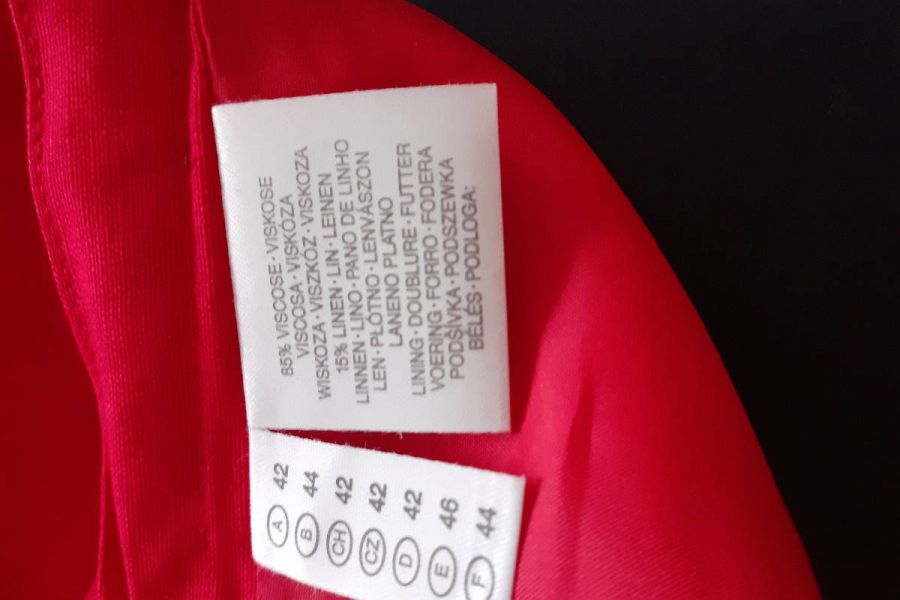 85% VISCOSE · VISKOSE
VISCOSA · VISKÓZA
WISKOZA · VISZKÓZ · VISKOZA
15% LINEN · LIN · LEINEN
LINNEN · LINO · PANO DE LINHO
LEN · PŁÓTNO · LENVÁSZON
LANENO PLATNO
LINING · DOUBLURE · FUTTER
VOERING · FORRO · FODERA
PODŠÍVKA · PODSZEWKA
BÉLÉS · PODLOGA:
A 42
B 44
CH 42
CZ 42
D 42
E 46
F 44